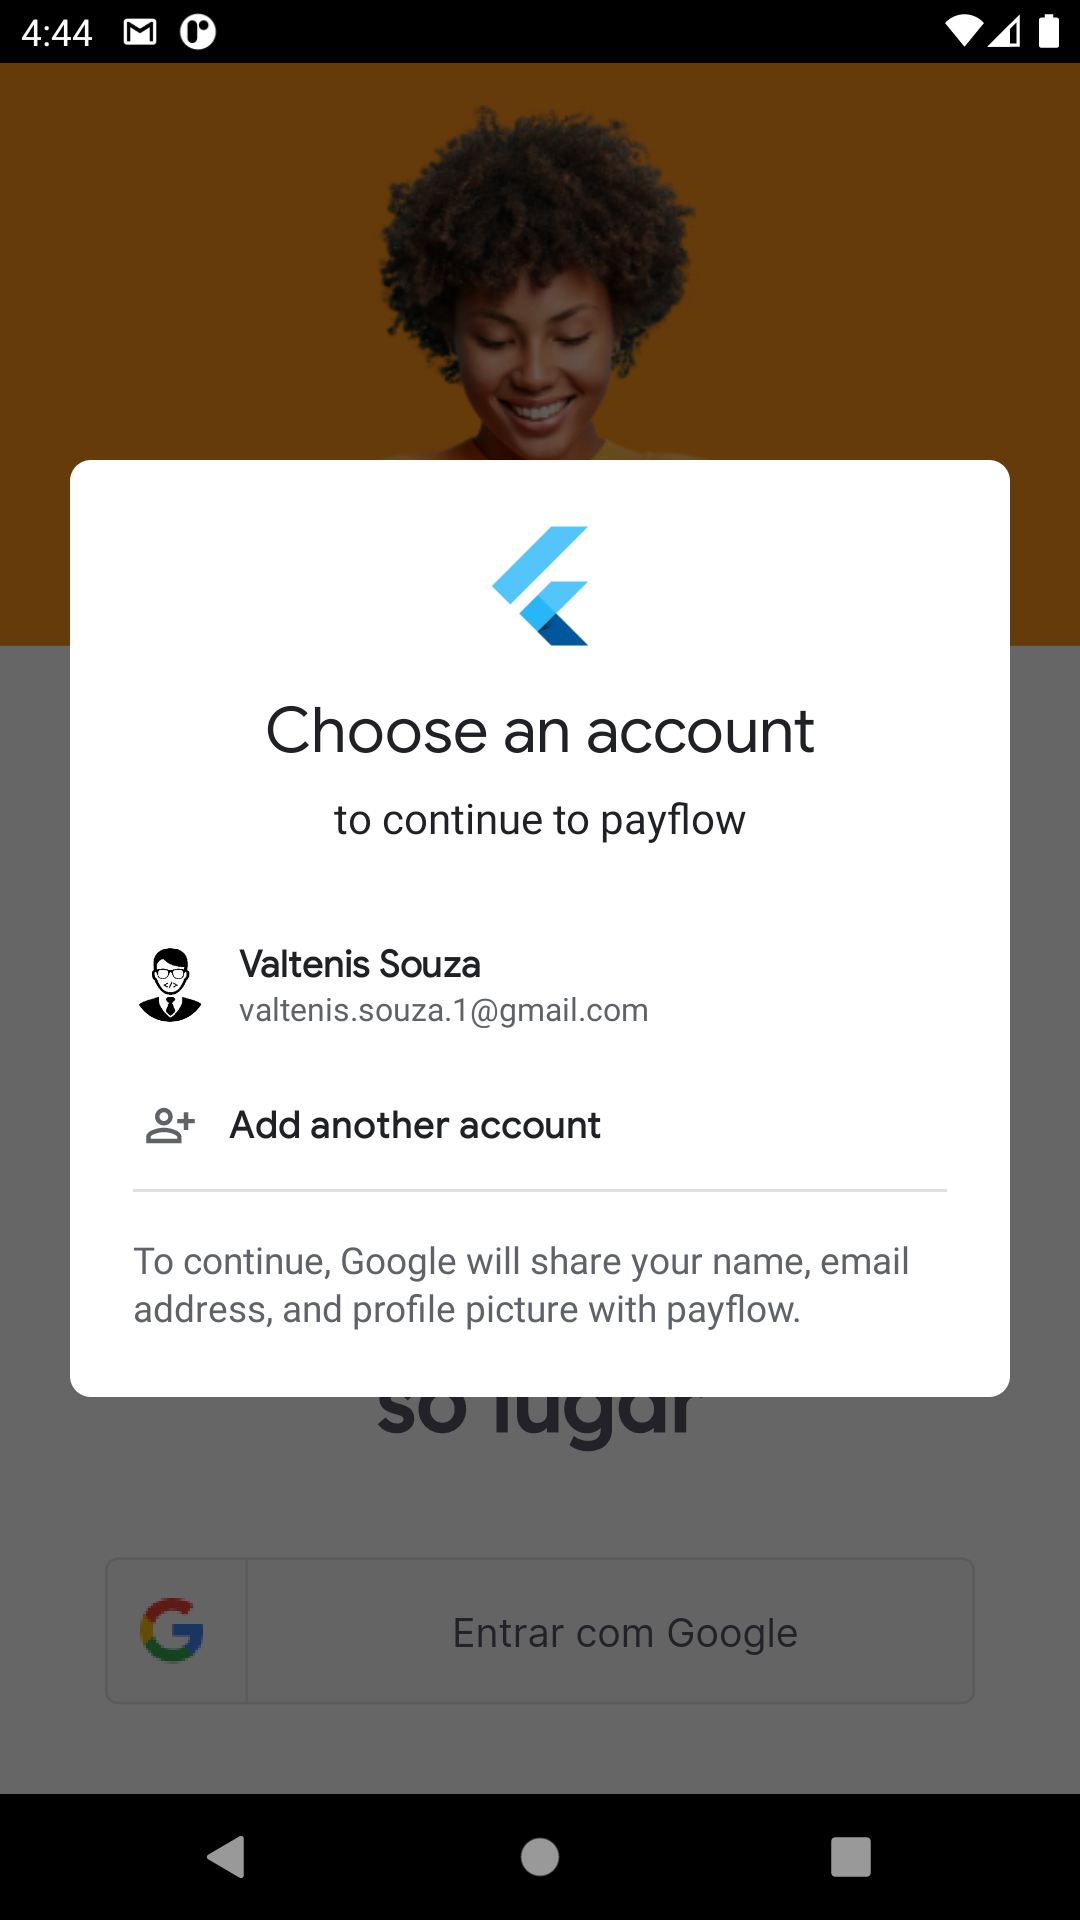 4:44
Choose an account
to continue to payflow
Valtenis Souza
valtenis.souza.1@gmail.com
Add another account
To continue, Google will share your name, email
address, and profile picture with payflow.
só lugar
Entrar com Google